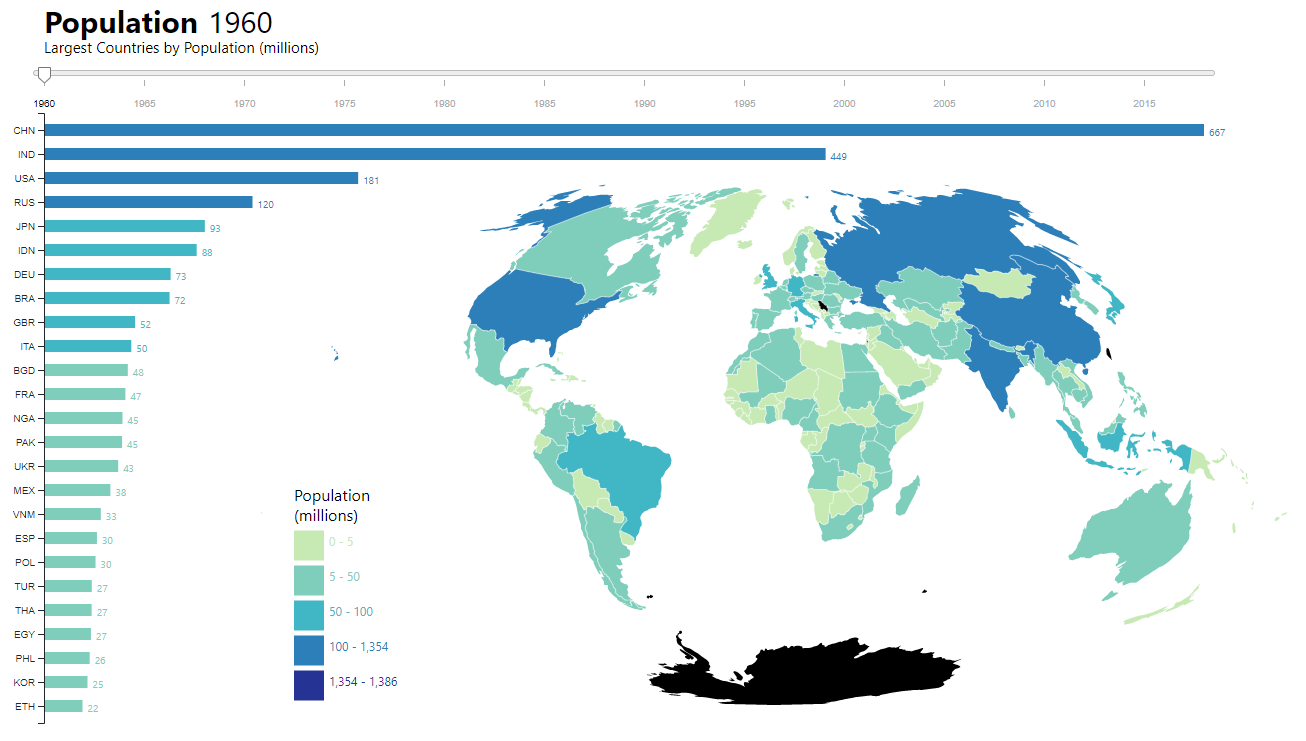 Population 1960
Largest Countries by Population (millions)
1960 1965 1970 1975 1980 1985 1990 1995 2000 2005 2010 2015
CHN 667
IND 449
USA 181
RUS 120
JPN 93
IDN 88
DEU 73
BRA 72
GBR 52
ITA 50
BGD 48
FRA 47
NGA 45
PAK 45
UKR 43
MEX 38
VNM 33
ESP 30
POL 30
TUR 27
THA 27
EGY 27
PHL 26
KOR 25
ETH 22
Population
(millions)
0 - 5
5 - 50
50 - 100
100 - 1,354
1,354 - 1,386